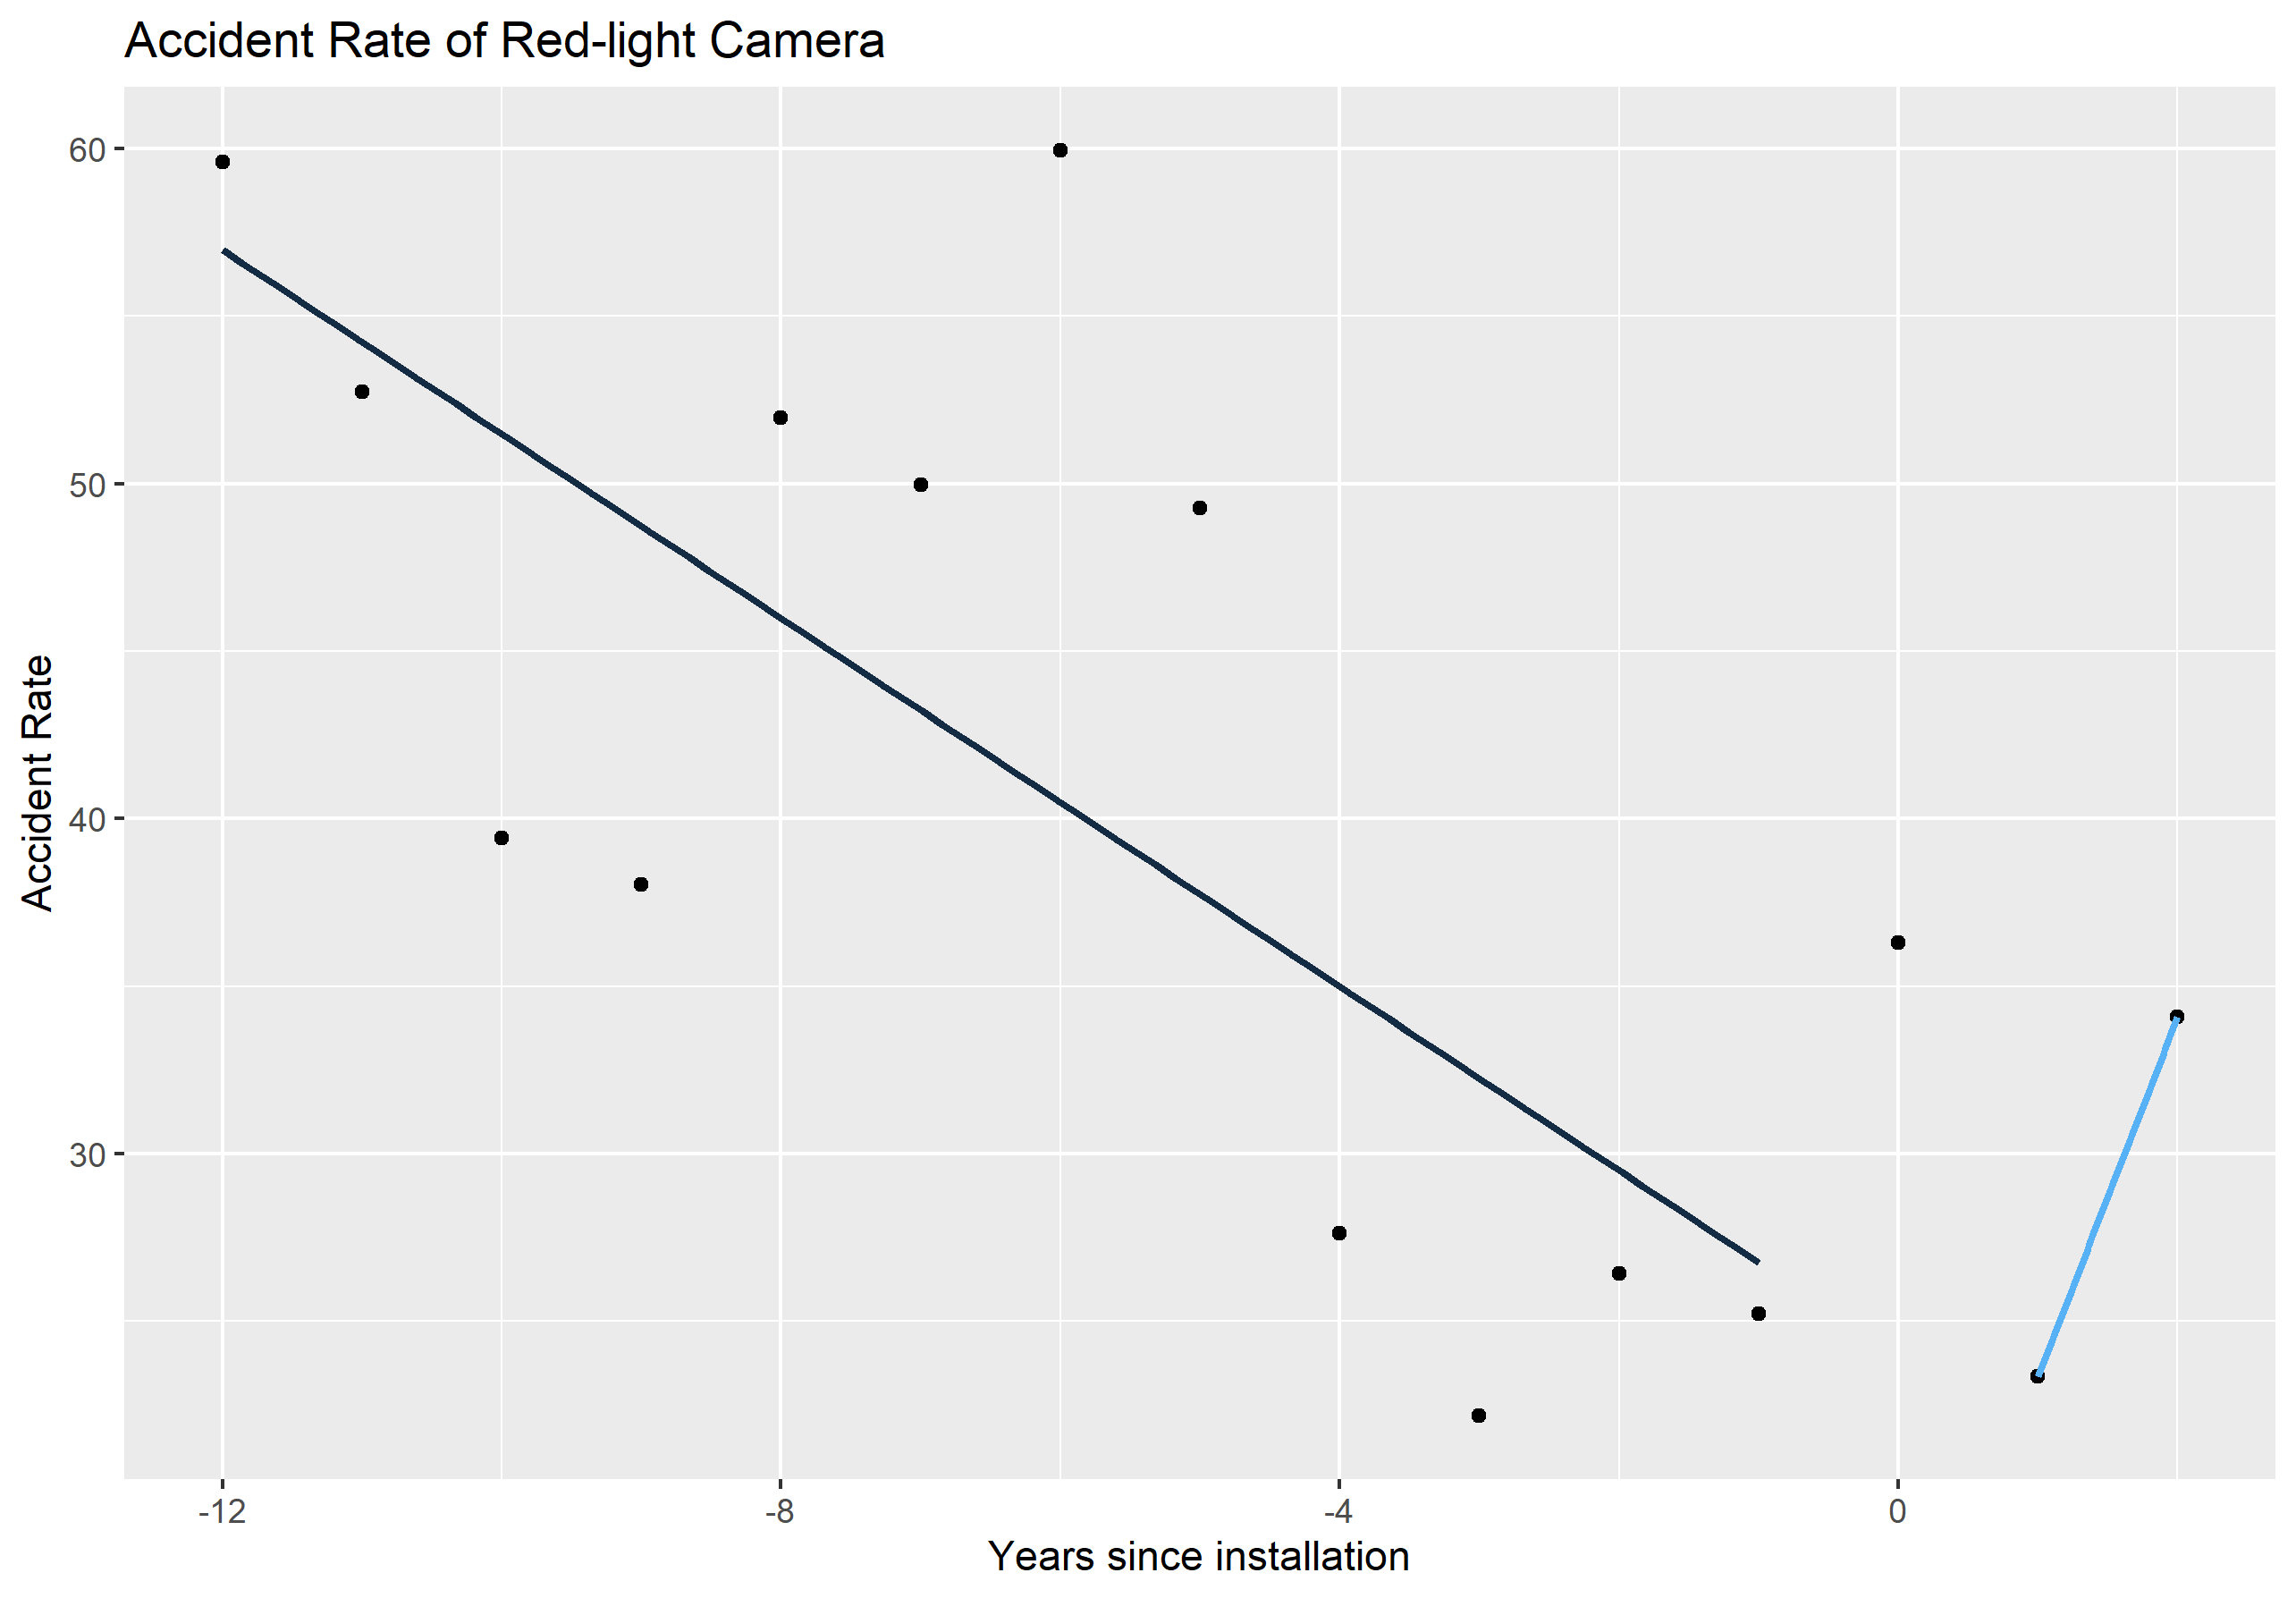 Accident Rate of Red-light Camera
60
50
40
30
Accident Rate
-12
-8
-4
0
Years since installation